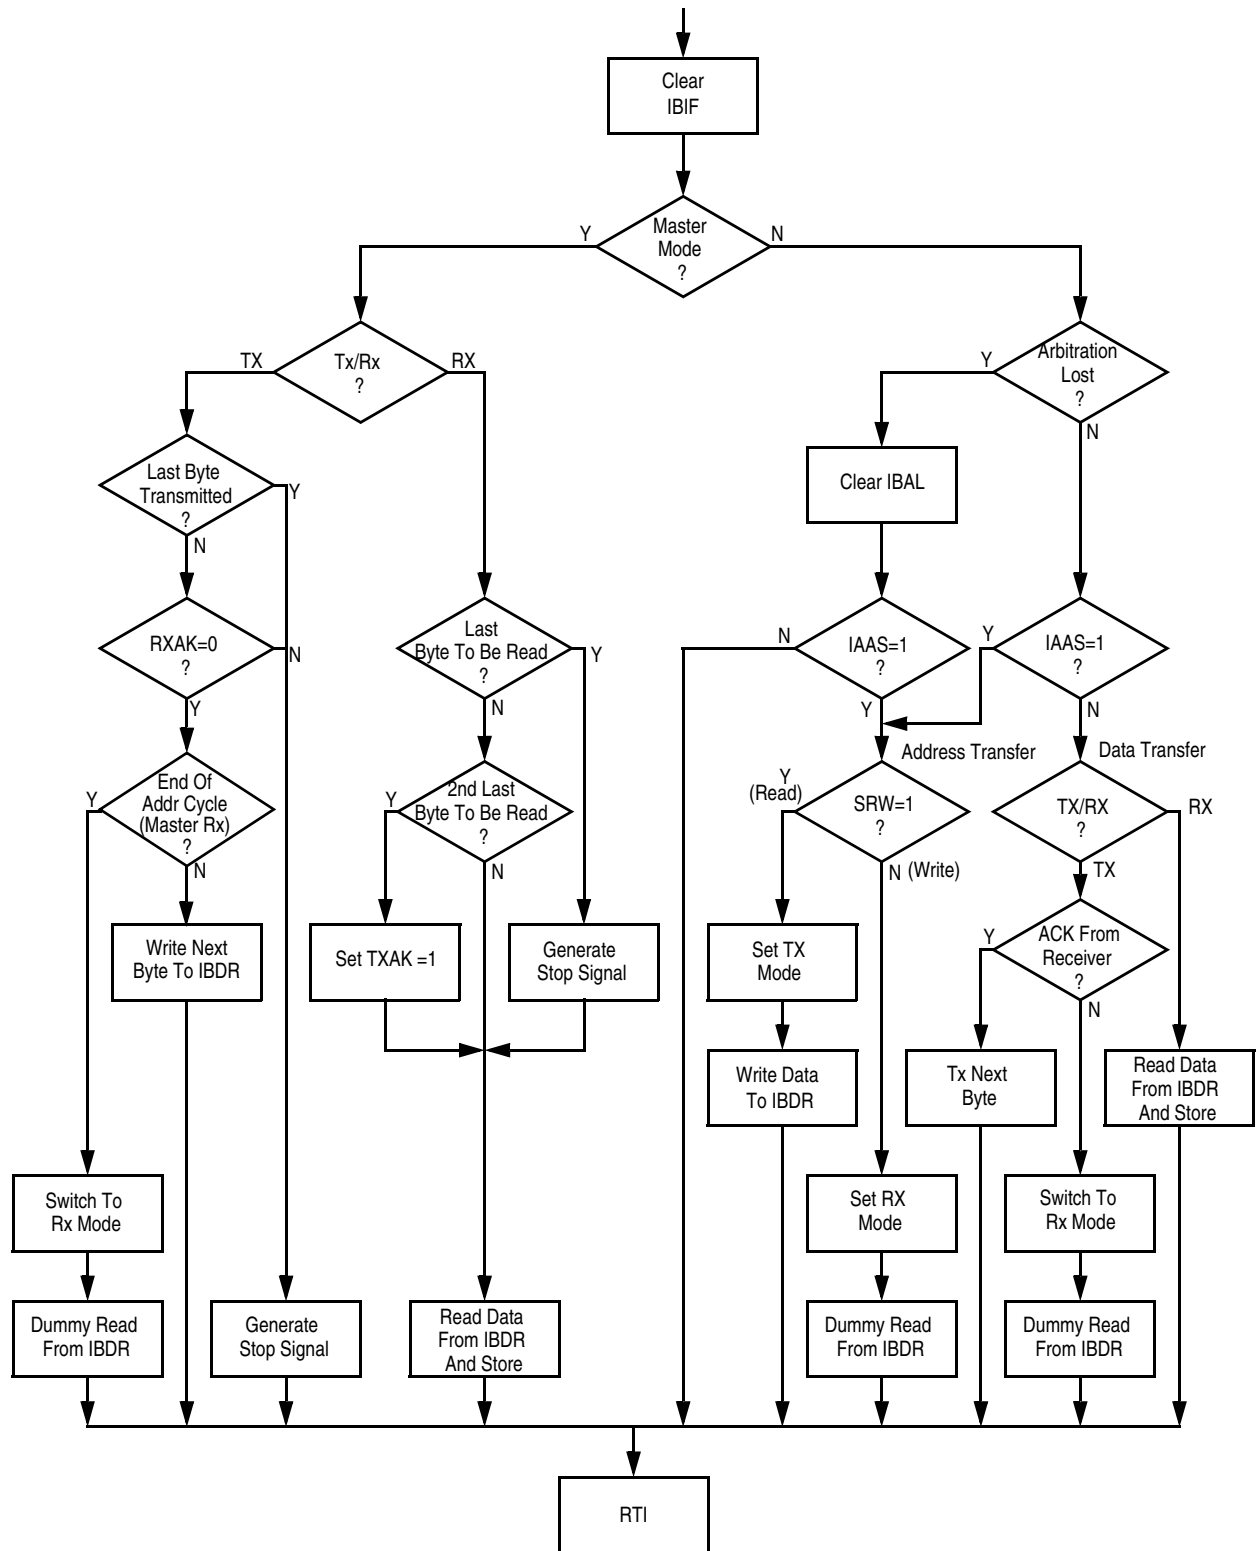 Clear
IBIF
Y
Master
Mode
?
N
TX
Tx/Rx
?
RX
Y
Arbitration
Lost
?
N
Last Byte
Transmitted
?
Y
N
Clear IBAL
RXAK=0
?
N
Y
Last
Byte To Be Read
?
Y
N
N
IAAS=1
?
Y
Y
IAAS=1
?
N
Address Transfer
Data Transfer
Y
End Of
Addr Cycle
(Master Rx)
?
N
Y
2nd Last
Byte To Be Read
?
N
Y
(Read)
SRW=1
?
N (Write)
TX/RX
?
RX
TX
Write Next
Byte To IBDR
Set TXAK =1
Generate
Stop Signal
Set TX
Mode
Y
ACK From
Receiver
?
N
Write Data
To IBDR
Tx Next
Byte
Read Data
From IBDR
And Store
Switch To
Rx Mode
Set RX
Mode
Switch To
Rx Mode
Dummy Read
From IBDR
Generate
Stop Signal
Read Data
From IBDR
And Store
Dummy Read
From IBDR
Dummy Read
From IBDR
RTI